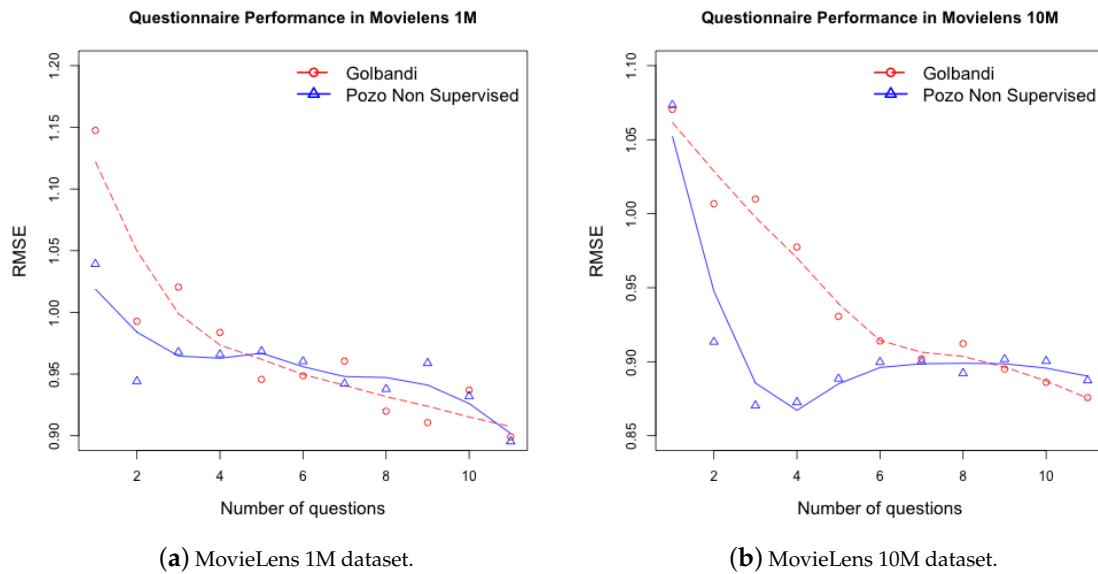 Questionnaire Performance in Movielens 1M
1.20
1.15
1.10
1.05
1.00
0.95
0.90
RMSE
Golbandi
Pozo Non Supervised
2 4 6 8 10
Number of questions
(a) MovieLens 1M dataset.
Questionnaire Performance in Movielens 10M
1.10
1.05
1.00
0.95
0.90
0.85
RMSE
Golbandi
Pozo Non Supervised
2 4 6 8 10
Number of questions
(b) MovieLens 10M dataset.